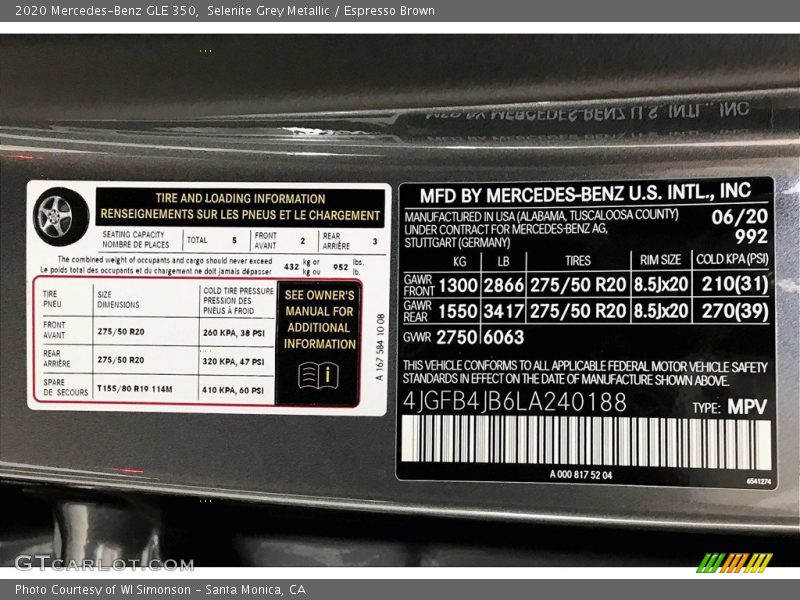 2020 Mercedes-Benz GLE 350,  Selenite Grey Metallic / Espresso Brown
MFD BY MERCEDES-BENZ U.S. INTL., INC
TIRE AND LOADING INFORMATION
RENSEIGNEMENTS SUR LES PNEUS ET LE CHARGEMENT
SEATING CAPACITY
NOMBRE DE PLACES
TOTAL 5
FRONT
AVANT
2
REAR
ARRIÈRE
3
The combined weight of occupants and cargo should never exceed
Le poids total des occupants et du chargement ne doit jamais dépasser
432 kg or
kg ou
952 lbs.
lb.
TIRE
PNEU
SIZE
DIMENSIONS
COLD TIRE PRESSURE
PRESSION DES
PNEUS À FROID
FRONT
AVANT
275/50 R20
260 KPA, 38 PSI
REAR
ARRIÈRE
275/50 R20
320 KPA, 47 PSI
SPARE
DE SECOURS
T155/80 R19 114M
410 KPA, 60 PSI
SEE OWNER'S
MANUAL FOR
ADDITIONAL
INFORMATION
A 167 584 10 08
MFD BY MERCEDES-BENZ U.S. INTL., INC
MANUFACTURED IN USA (ALABAMA, TUSCALOOSA COUNTY)
UNDER CONTRACT FOR MERCEDES-BENZ AG,
STUTTGART (GERMANY)
06/20
992
KG LB TIRES RIM SIZE COLD KPA (PSI)
GAWR
FRONT
1300 2866 275/50 R20 8.5Jx20 210(31)
GAWR
REAR
1550 3417 275/50 R20 8.5Jx20 270(39)
GVWR 2750 6063
THIS VEHICLE CONFORMS TO ALL APPLICABLE FEDERAL MOTOR VEHICLE SAFETY
STANDARDS IN EFFECT ON THE DATE OF MANUFACTURE SHOWN ABOVE.
4JGFB4JB6LA240188
TYPE: MPV
A 000 817 52 04
6541274
GTcarlot.com
Photo Courtesy of WI Simonson - Santa Monica, CA